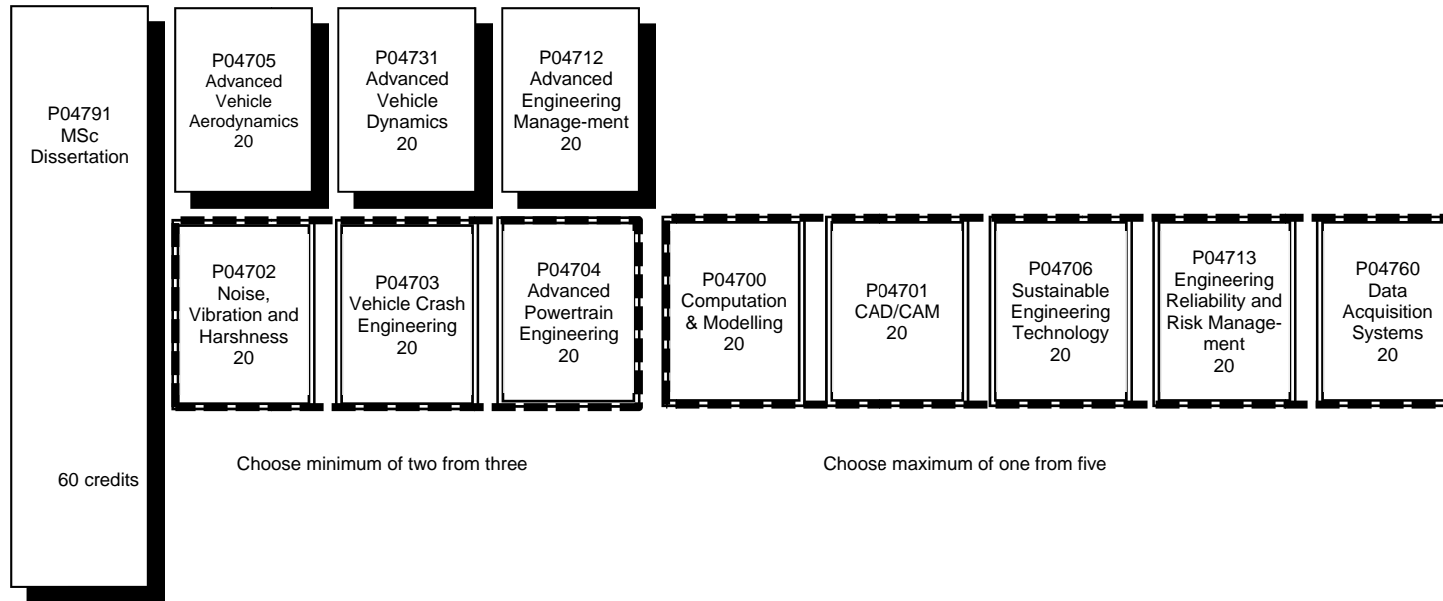 P04791
MSc
Dissertation
60 credits
P04705
Advanced
Vehicle
Aerodynamics
20
P04731
Advanced
Vehicle
Dynamics
20
P04712
Advanced
Engineering
Manage-ment
20
P04702
Noise,
Vibration and
Harshness
20
P04703
Vehicle Crash
Engineering
20
P04704
Advanced
Powertrain
Engineering
20
P04700
Computation
& Modelling
20
P04701
CAD/CAM
20
P04706
Sustainable
Engineering
Technology
20
P04713
Engineering
Reliability and
Risk Manage-
ment
20
P04760
Data
Acquisition
Systems
20
Choose minimum of two from three
Choose maximum of one from five